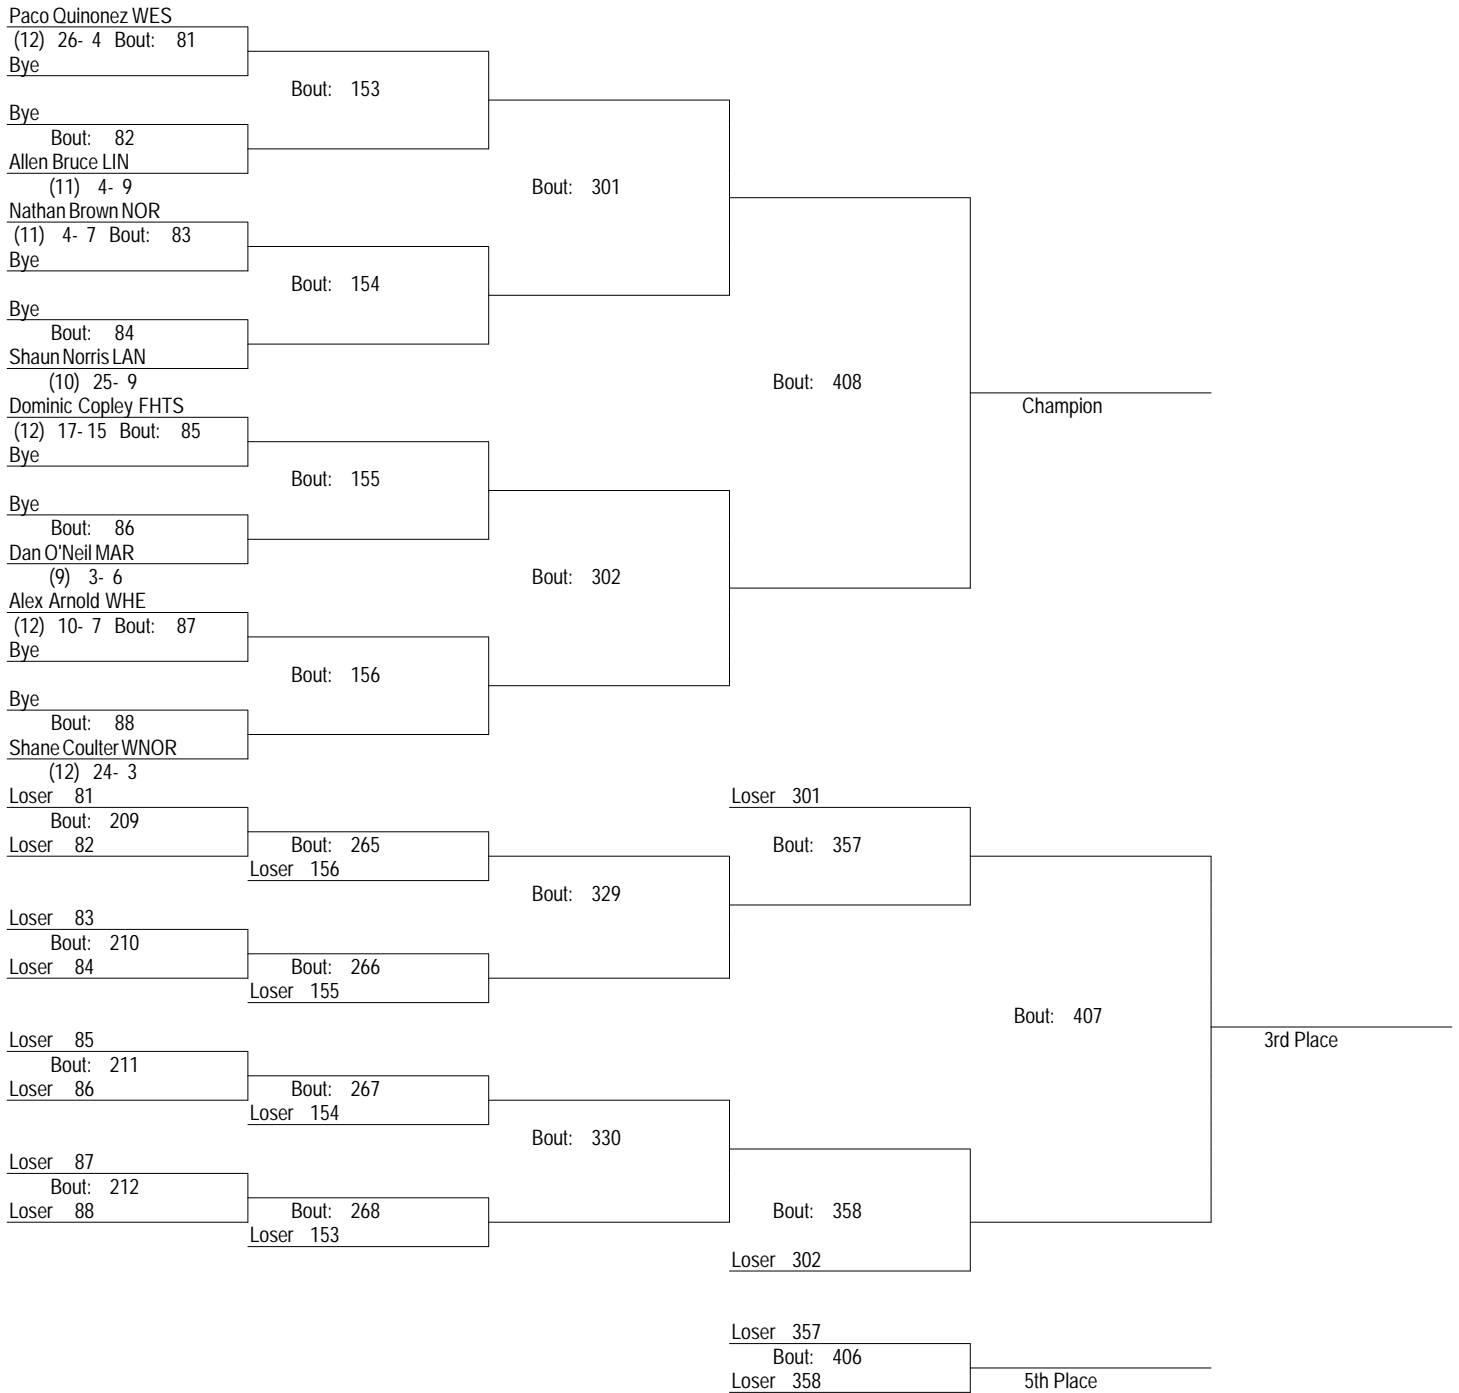 Paco Quinonez WES
(12) 26- 4 Bout: 81
Bye
Bout: 153
Bye
Bout: 82
Allen Bruce LIN
(11) 4- 9
Bout: 301
Nathan Brown NOR
(11) 4- 7 Bout: 83
Bye
Bout: 154
Bye
Bout: 84
Shaun Norris LAN
(10) 25- 9
Bout: 408
Champion
Dominic Copley FHTS
(12) 17- 15 Bout: 85
Bye
Bout: 155
Bye
Bout: 86
Dan O'Neil MAR
(9) 3- 6
Bout: 302
Alex Arnold WHE
(12) 10- 7 Bout: 87
Bye
Bout: 156
Bye
Bout: 88
Shane Coulter WNOR
(12) 24- 3
Loser 81
Loser 301
Bout: 209
Loser 82
Bout: 265
Bout: 357
Loser 156
Bout: 329
Loser 83
Bout: 210
Loser 84
Bout: 266
Loser 155
Bout: 407
Loser 85
3rd Place
Bout: 211
Loser 86
Bout: 267
Loser 154
Bout: 330
Loser 87
Bout: 212
Loser 88
Bout: 268
Bout: 358
Loser 153
Loser 302
Loser 357
Bout: 406
Loser 358
5th Place